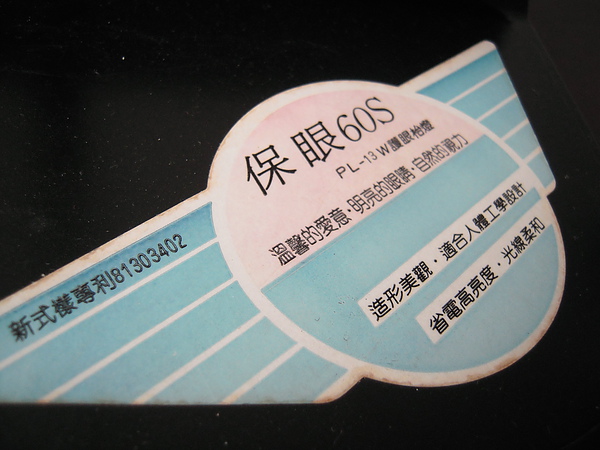 保眼60S
PL-13W護眼枱燈
溫馨的愛意·明亮的眼睛·自然的視力
造形美觀·適合人體工學設計
省電高亮度·光線柔和
新式樣專利81303402